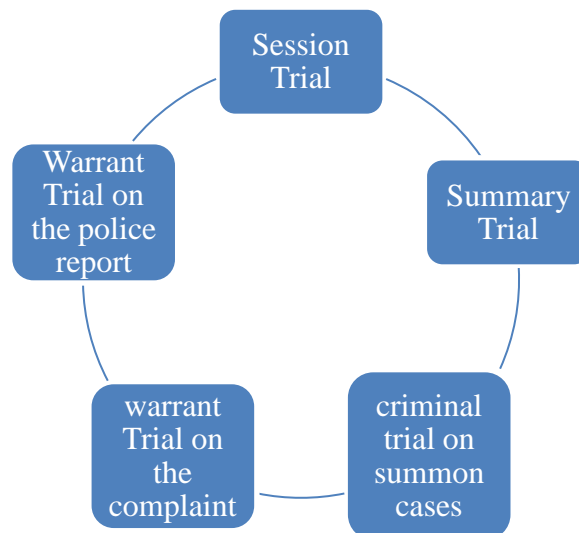 Session
Trial
Summary
Trial
criminal
trial on
summon
cases
warrant
Trial on
the
complaint
Warrant
Trial on
the police
report